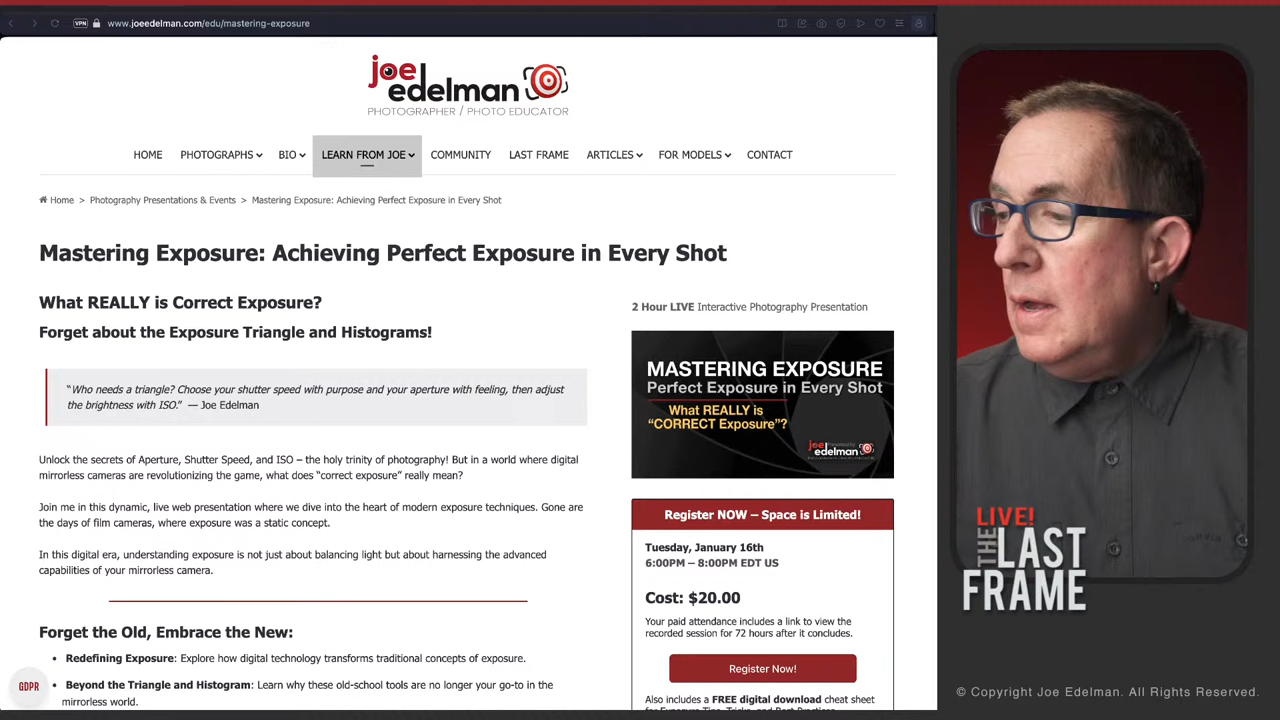 VPN www.joeedelman.com/edu/mastering-exposure
joe
edelman
PHOTOGRAPHER / PHOTO EDUCATOR
HOME PHOTOGRAPHS BIO LEARN FROM JOE COMMUNITY LAST FRAME ARTICLES FOR MODELS CONTACT
Home > Photography Presentations & Events > Mastering Exposure: Achieving Perfect Exposure in Every Shot
Mastering Exposure: Achieving Perfect Exposure in Every Shot
What REALLY is Correct Exposure?
Forget about the Exposure Triangle and Histograms!
“Who needs a triangle? Choose your shutter speed with purpose and your aperture with feeling, then adjust
the brightness with ISO.” — Joe Edelman
Unlock the secrets of Aperture, Shutter Speed, and ISO – the holy trinity of photography! But in a world where digital
mirrorless cameras are revolutionizing the game, what does “correct exposure” really mean?
Join me in this dynamic, live web presentation where we dive into the heart of modern exposure techniques. Gone are
the days of film cameras, where exposure was a static concept.
In this digital era, understanding exposure is not just about balancing light but about harnessing the advanced
capabilities of your mirrorless camera.
Forget the Old, Embrace the New:
• Redefining Exposure: Explore how digital technology transforms traditional concepts of exposure.
• Beyond the Triangle and Histogram: Learn why these old-school tools are no longer your go-to in the
mirrorless world.
GDPR
2 Hour LIVE Interactive Photography Presentation
MASTERING EXPOSURE
Perfect Exposure in Every Shot
What REALLY is
“CORRECT Exposure”?
joe
edelman
Register NOW – Space is Limited!
Tuesday, January 16th
6:00PM – 8:00PM EDT US
Cost: $20.00
Your paid attendance includes a link to view the
recorded session for 72 hours after it concludes.
Register Now!
Also includes a FREE digital download cheat sheet
for Exposure Tips, Tricks, and Best Practices
LIVE!
THE LAST
FRAME
© Copyright Joe Edelman. All Rights Reserved.